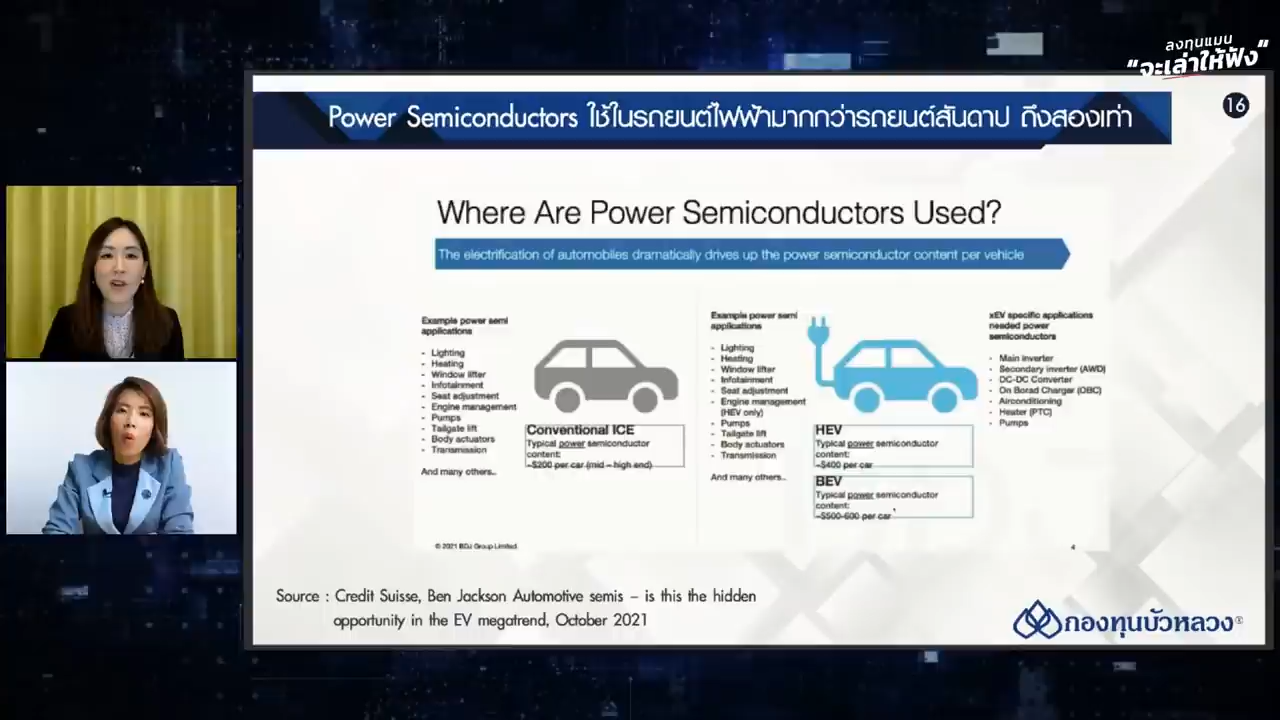 ลงทุนแมน
“จะเล่าให้ฟัง”
Power Semiconductors ใช้ในรถยนต์ไฟฟ้ามากกว่ารถยนต์สันดาป ถึงสองเท่า
16
Where Are Power Semiconductors Used?
The electrification of automobiles dramatically drives up the power semiconductor content per vehicle
Example power semi
applications
- Lighting
- Heating
- Window lifter
- Infotainment
- Seat adjustment
- Engine management
- Pumps
- Tailgate lift
- Body actuators
- Transmission
And many others..
Conventional ICE
Typical power semiconductor
content:
~$200 per car (mid – high end)
Example power semi
applications
- Lighting
- Heating
- Window lifter
- Infotainment
- Seat adjustment
- Engine management
(HEV only)
- Pumps
- Tailgate lift
- Body actuators
- Transmission
And many others..
HEV
Typical power semiconductor
content:
~$400 per car
BEV
Typical power semiconductor
content:
~$500-600 per car
xEV specific applications
needed power
semiconductors
- Main inverter
- Secondary inverter (AWD)
- DC-DC Converter
- On Borad Charger (OBC)
- Airconditioning
- Heater (PTC)
- Pumps
© 2021 BDJ Group Limited.
4
Source : Credit Suisse, Ben Jackson Automotive semis – is this the hidden
opportunity in the EV megatrend, October 2021
กองทุนบัวหลวง®